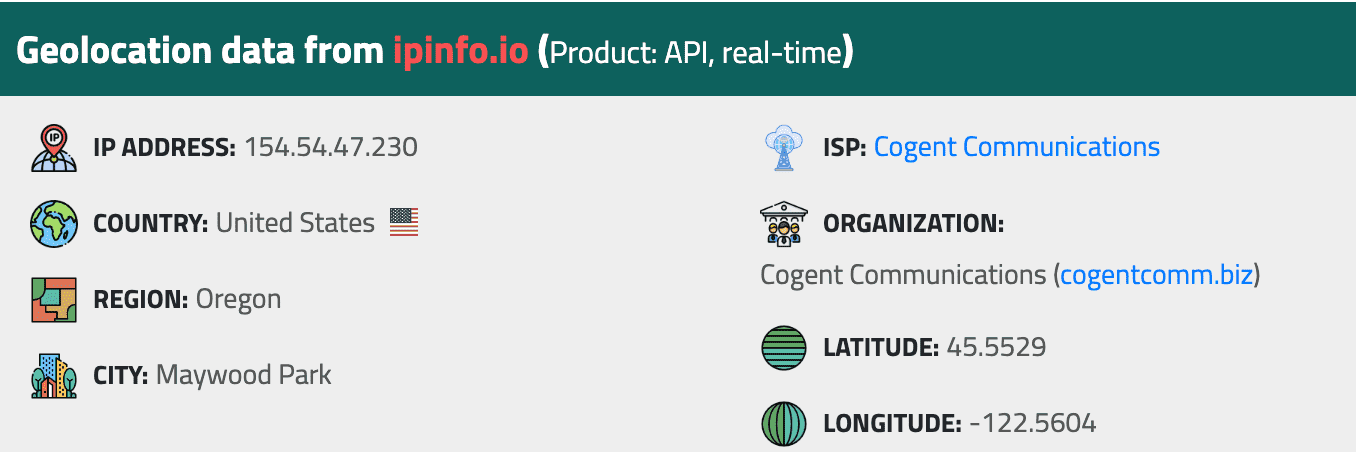 Geolocation data from ipinfo.io (Product: API, real-time)
IP
IP ADDRESS: 154.54.47.230
COUNTRY: United States
REGION: Oregon
CITY: Maywood Park
ISP: Cogent Communications
ORGANIZATION:
Cogent Communications (cogentcomm.biz)
LATITUDE: 45.5529
LONGITUDE: -122.5604